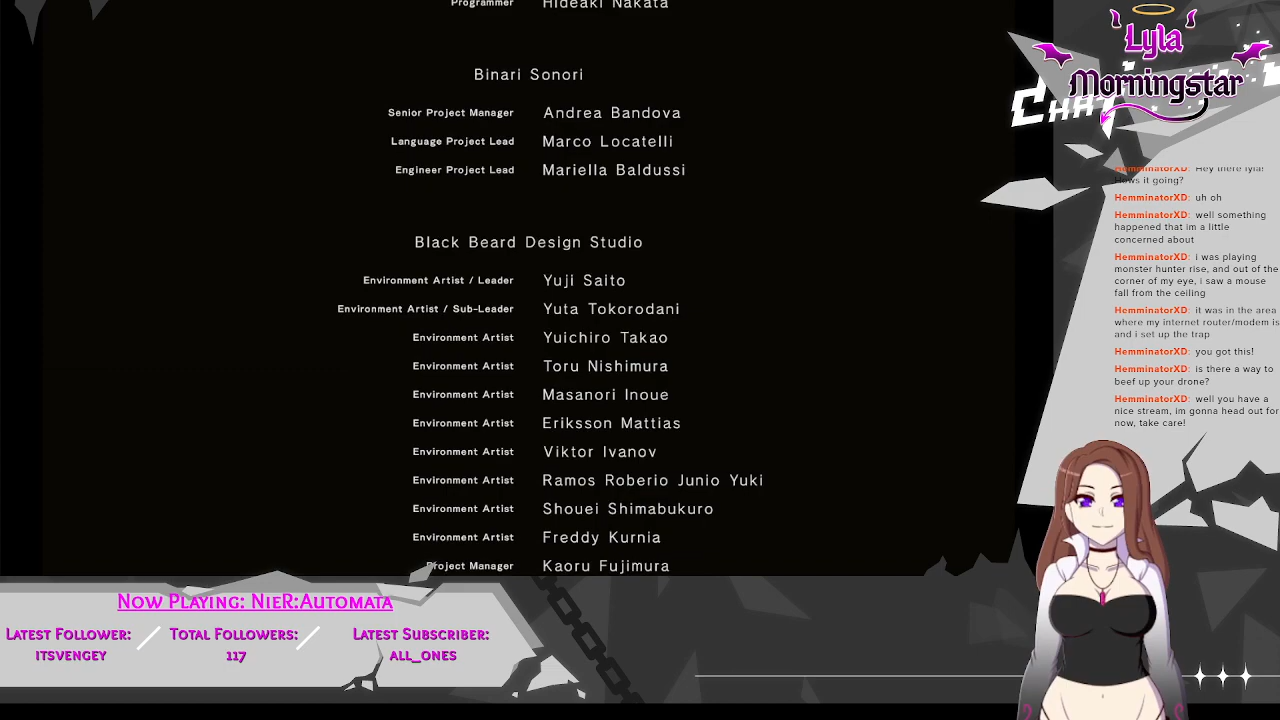 Programmer Hideaki Nakata
Binari Sonori
Senior Project Manager Andrea Bandova
Language Project Lead Marco Locatelli
Engineer Project Lead Mariella Baldussi
Black Beard Design Studio
Environment Artist / Leader Yuji Saito
Environment Artist / Sub-Leader Yuta Tokorodani
Environment Artist Yuichiro Takao
Environment Artist Toru Nishimura
Environment Artist Masanori Inoue
Environment Artist Eriksson Mattias
Environment Artist Viktor Ivanov
Environment Artist Ramos Roberio Junio Yuki
Environment Artist Shouei Shimabukuro
Environment Artist Freddy Kurnia
Project Manager Kaoru Fujimura
Lyla
Morningstar
Chat
HemminatorXD: Hey there lyla!
Hows it going?
HemminatorXD: uh oh
HemminatorXD: well something
happened that im a little
concerned about
HemminatorXD: i was playing
monster hunter rise, and out of the
corner of my eye, i saw a mouse
fall from the ceiling
HemminatorXD: it was in the area
where my internet router/modem is
and i set up the trap
HemminatorXD: you got this!
HemminatorXD: is there a way to
beef up your drone?
HemminatorXD: well you have a
nice stream, im gonna head out for
now, take care!
Now Playing: NieR:Automata
Latest Follower:
itsvengey
Total Followers:
117
Latest Subscriber:
all_ones